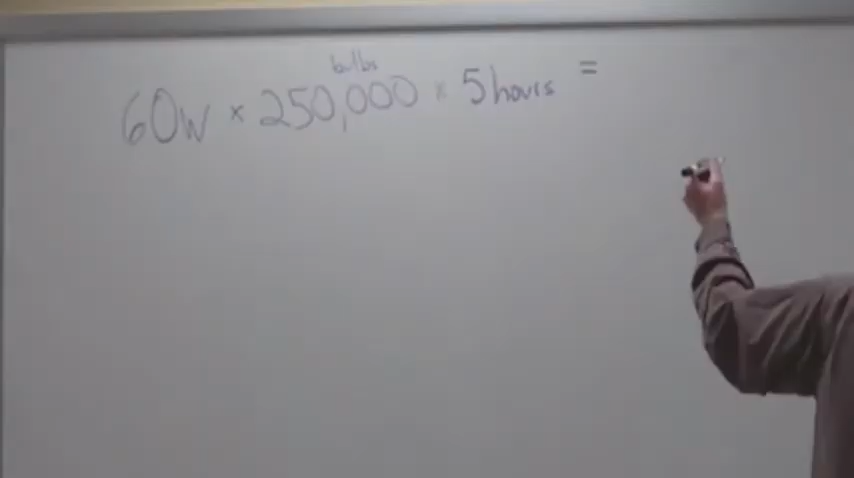 bulbs
60W × 250,000 × 5 hours =